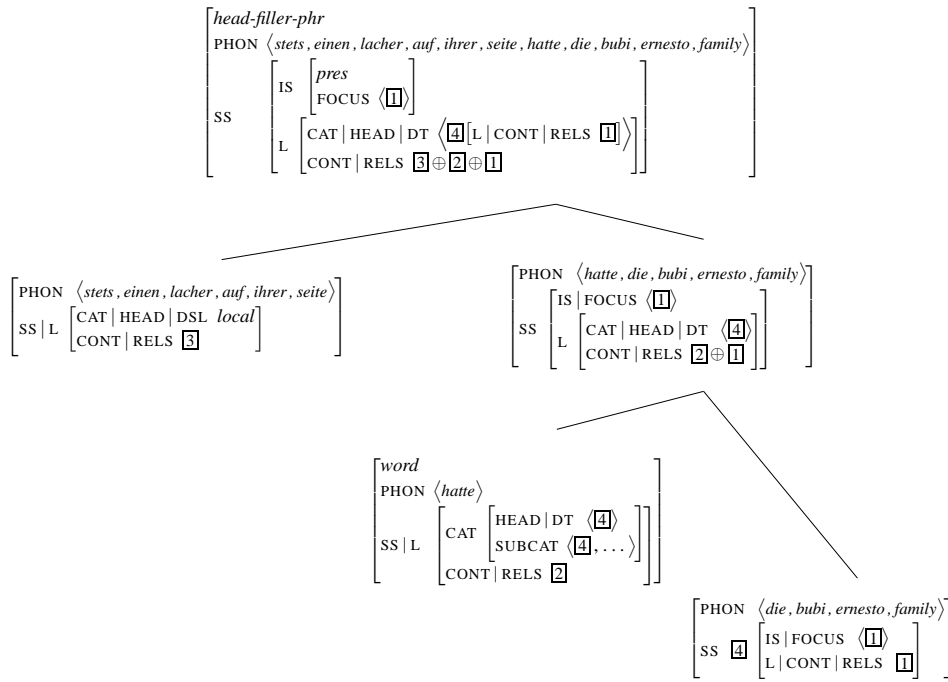 head-filler-phr
PHON ⟨stets, einen, lacher, auf, ihrer, seite, hatte, die, bubi, ernesto, family⟩
SS
IS
pres
FOCUS ⟨1⟩
L
CAT | HEAD | DT ⟨4[L | CONT | RELS 1]⟩
CONT | RELS 3⊕2⊕1
PHON ⟨stets, einen, lacher, auf, ihrer, seite⟩
SS | L
CAT | HEAD | DSL local
CONT | RELS 3
PHON ⟨hatte, die, bubi, ernesto, family⟩
SS
IS | FOCUS ⟨1⟩
L
CAT | HEAD | DT ⟨4⟩
CONT | RELS 2⊕1
word
PHON ⟨hatte⟩
SS | L
CAT
HEAD | DT ⟨4⟩
SUBCAT ⟨4, ...⟩
CONT | RELS 2
PHON ⟨die, bubi, ernesto, family⟩
SS 4
IS | FOCUS ⟨1⟩
L | CONT | RELS 1